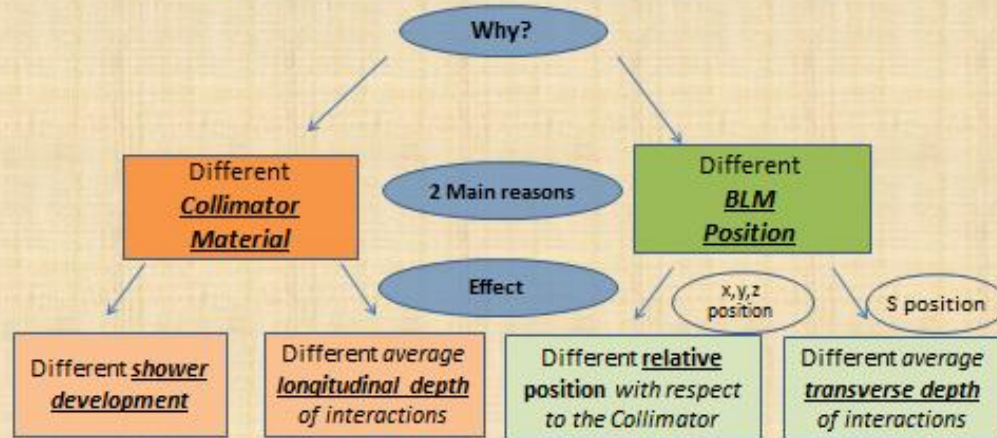 Why?
Different
Collimator
Material
2 Main reasons
Different
BLM
Position
Effect
x,y,z
position
S position
Different shower
development
Different average
longitudinal depth
of interactions
Different relative
position with respect
to the Collimator
Different average
transverse depth
of interactions